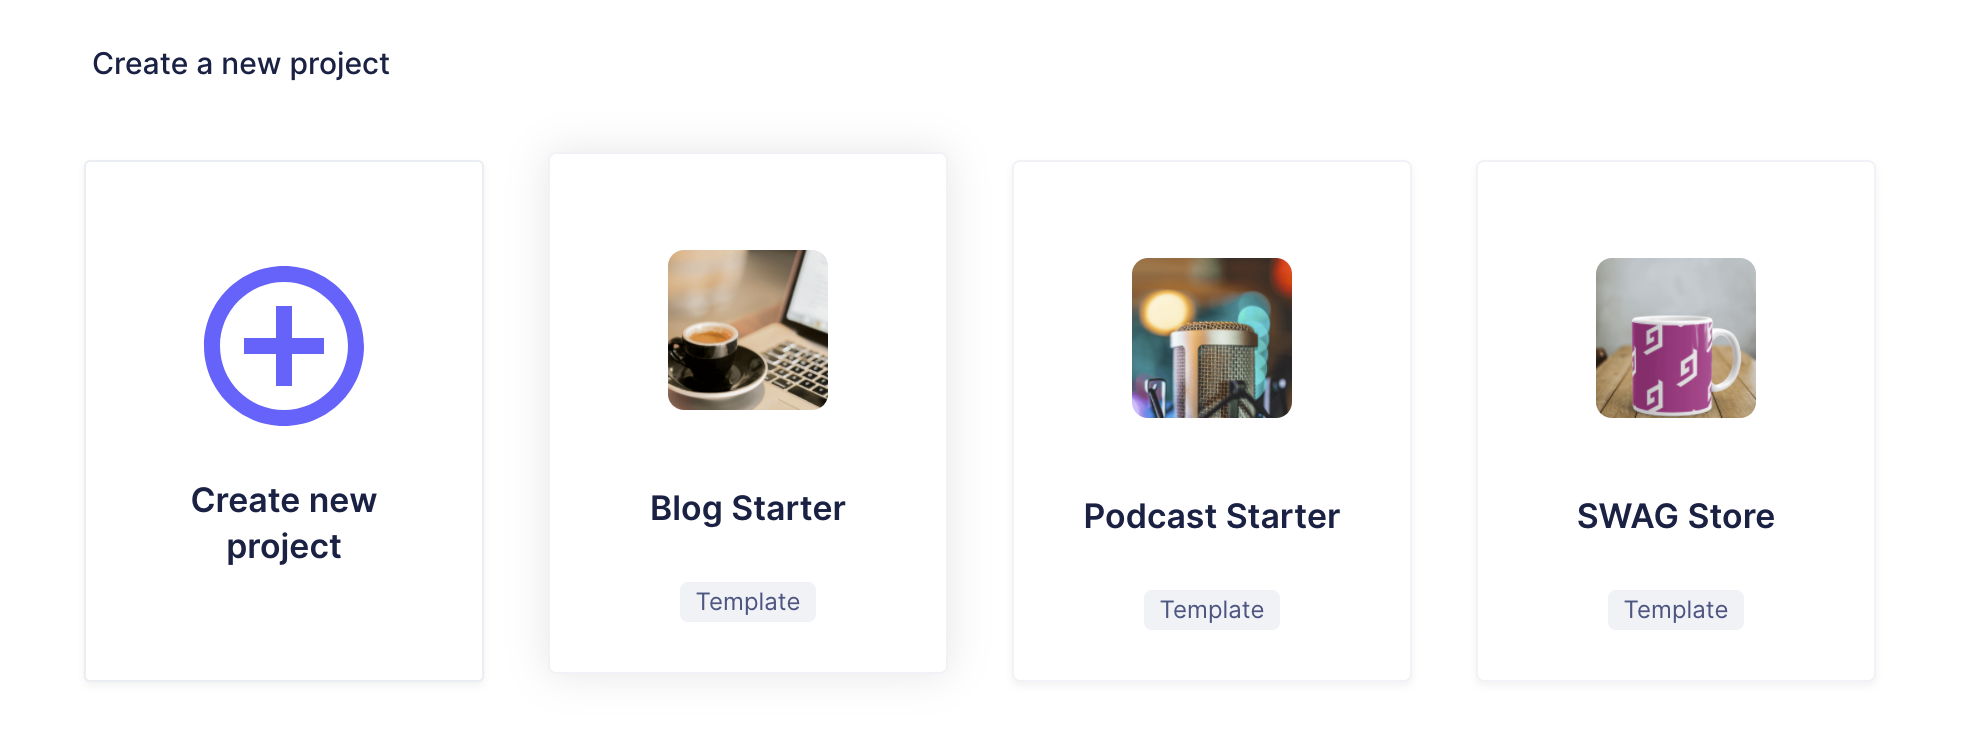 Create a new project
Create new
project
Blog Starter
Template
Podcast Starter
Template
SWAG Store
Template